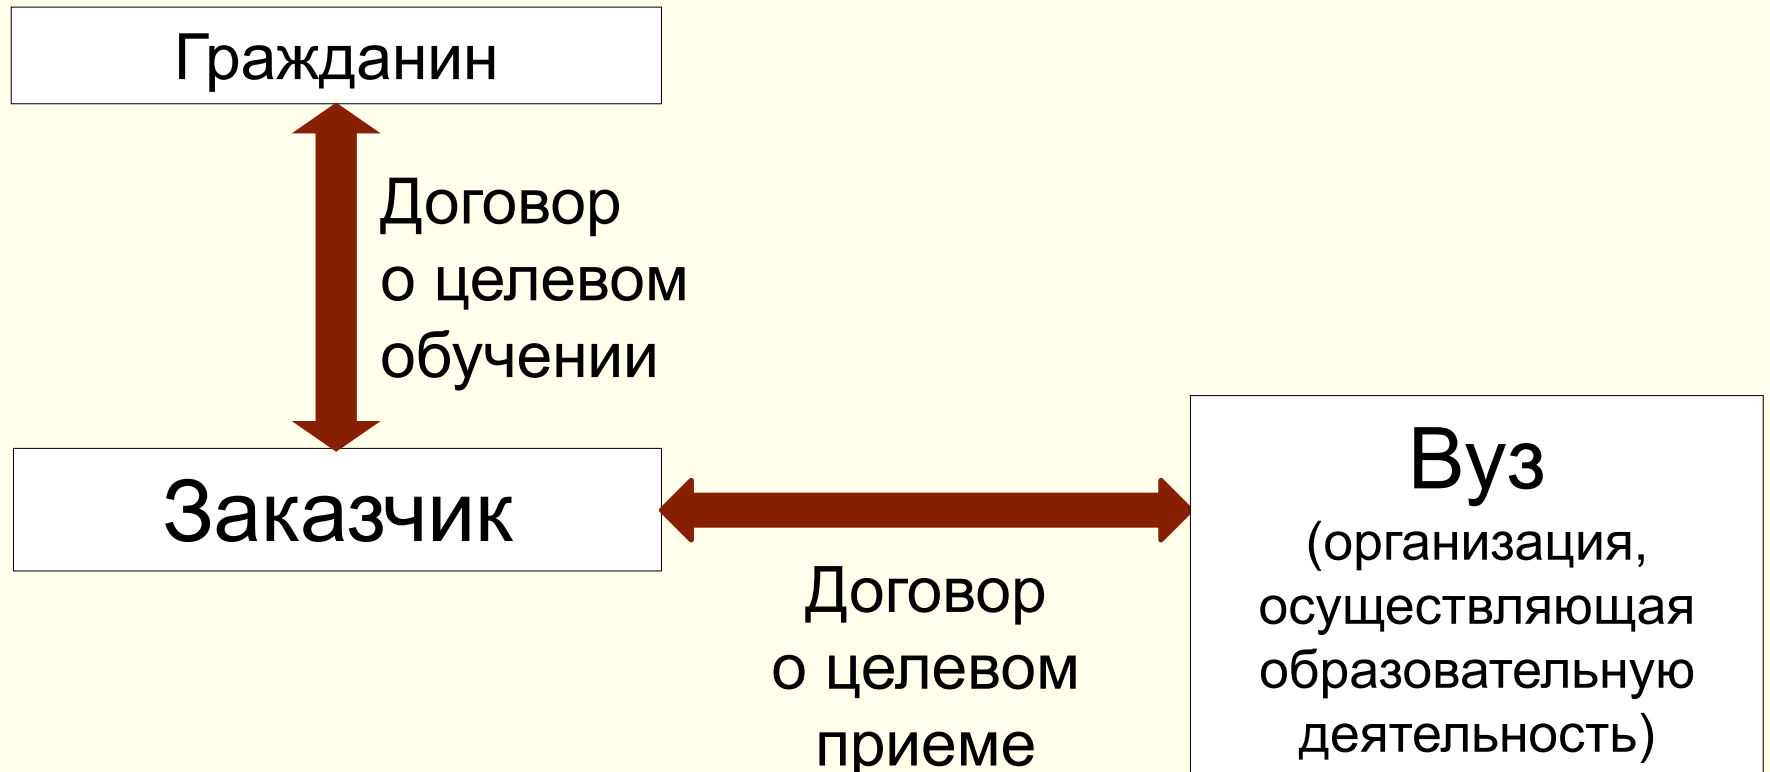 Гражданин
Договор
о целевом
обучении
Заказчик
Договор
о целевом
приеме
Вуз
(организация,
осуществляющая
образовательную
деятельность)